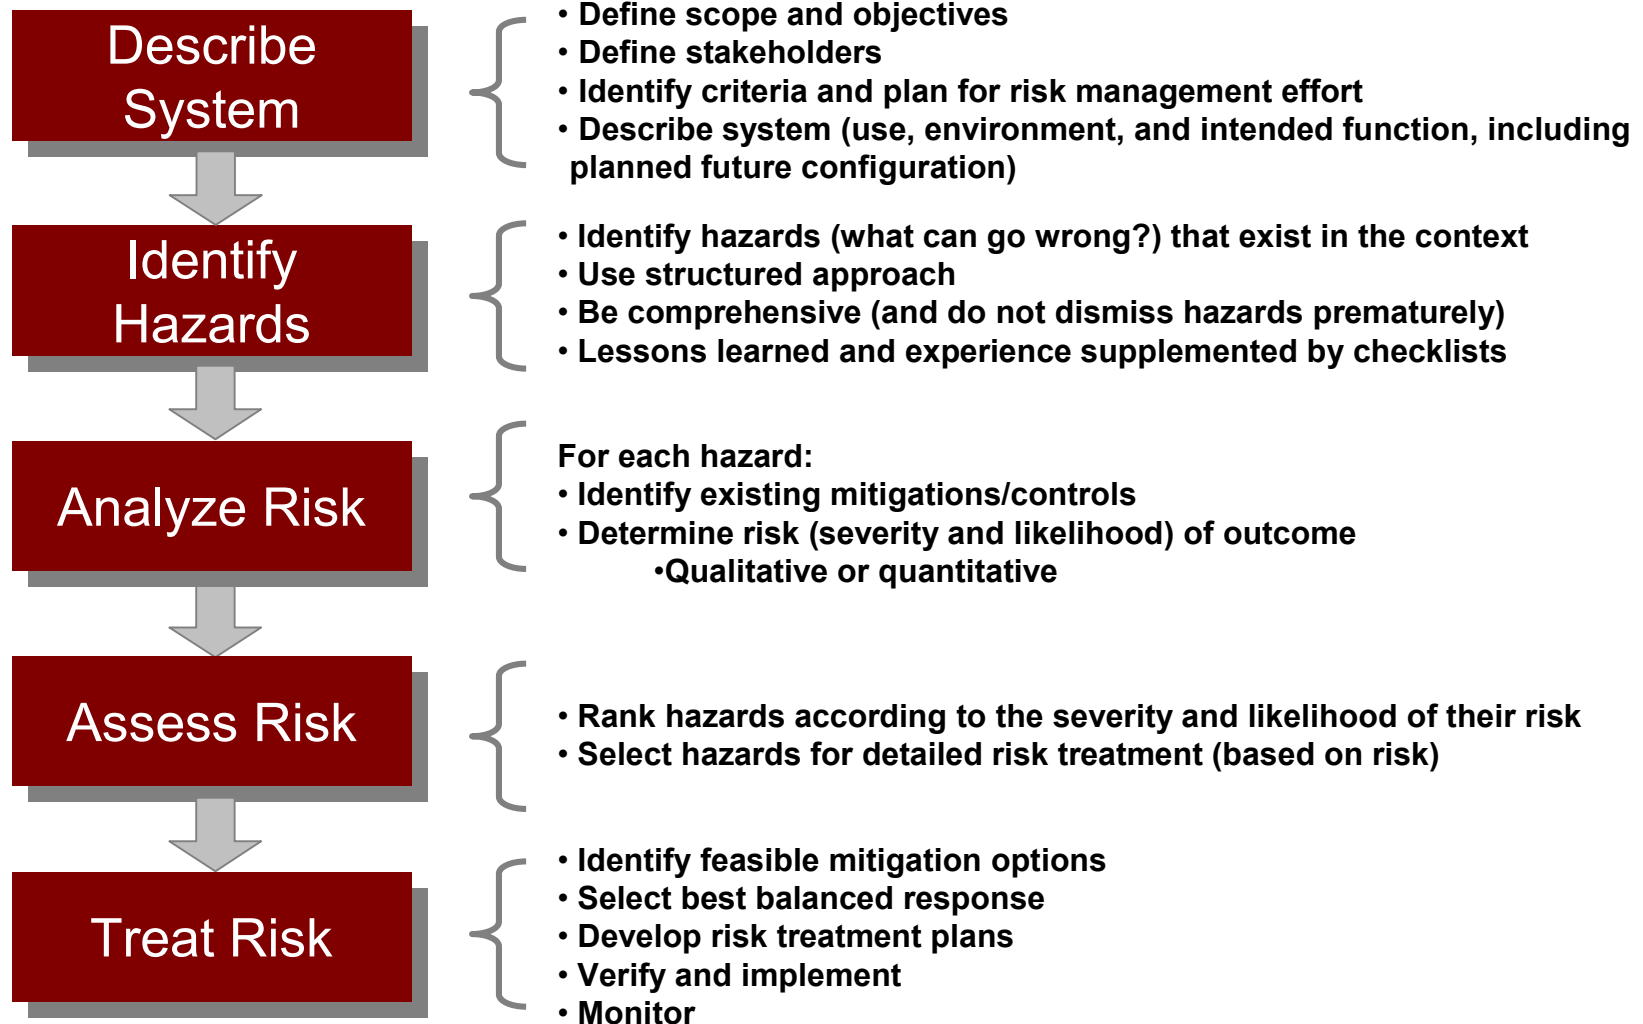 Describe
System
• Define scope and objectives
• Define stakeholders
• Identify criteria and plan for risk management effort
• Describe system (use, environment, and intended function, including
planned future configuration)
Identify
Hazards
• Identify hazards (what can go wrong?) that exist in the context
• Use structured approach
• Be comprehensive (and do not dismiss hazards prematurely)
• Lessons learned and experience supplemented by checklists
Analyze Risk
For each hazard:
• Identify existing mitigations/controls
• Determine risk (severity and likelihood) of outcome
•Qualitative or quantitative
Assess Risk
• Rank hazards according to the severity and likelihood of their risk
• Select hazards for detailed risk treatment (based on risk)
Treat Risk
• Identify feasible mitigation options
• Select best balanced response
• Develop risk treatment plans
• Verify and implement
• Monitor